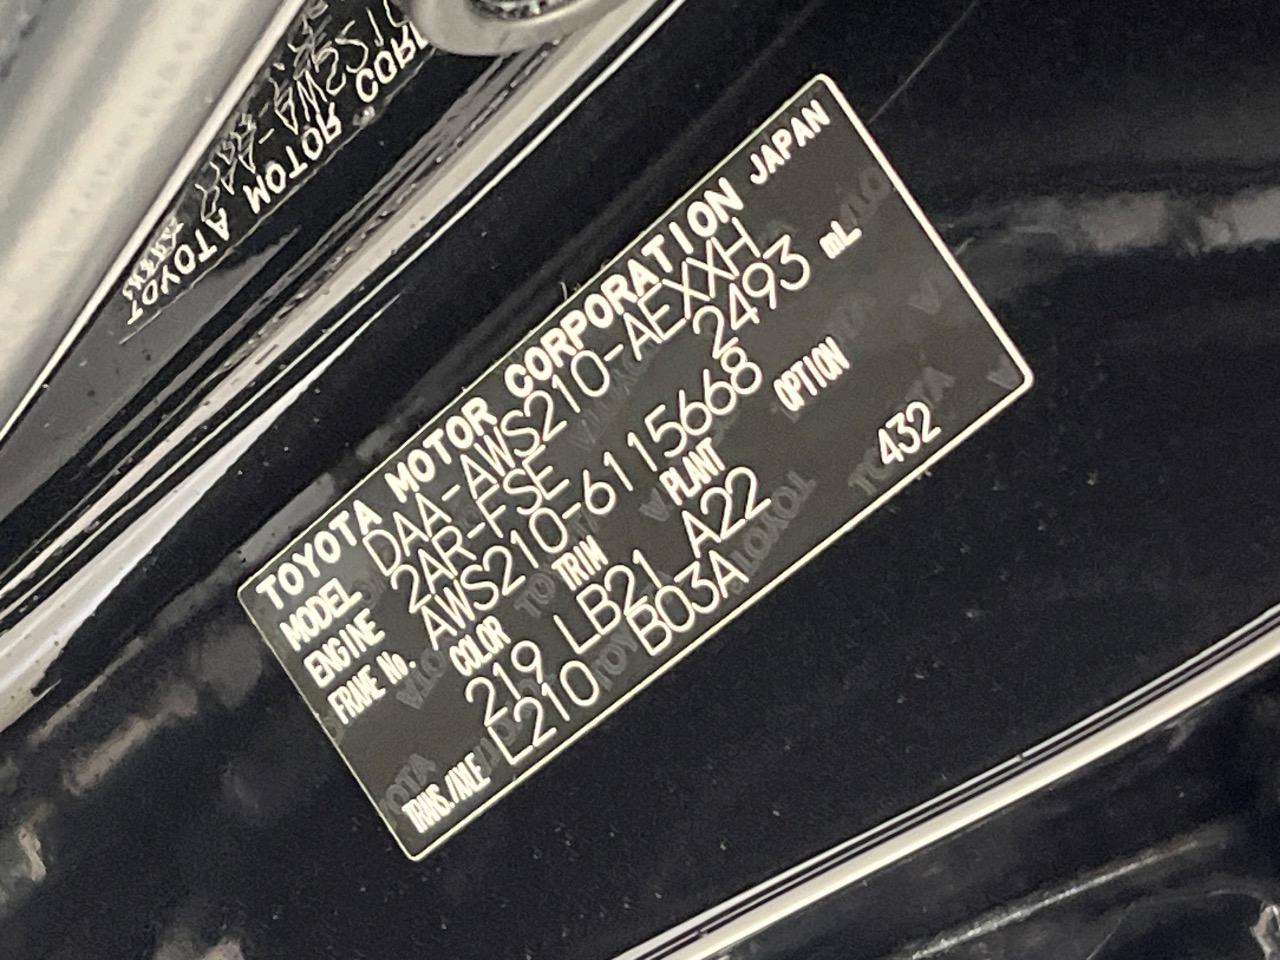 TOYOTA MOTOR CORPORATION JAPAN
MODEL DAA-AWS210-AEXXH
ENGINE 2AR-FSE 2493 mL
FRAME No. AWS210-6115668
COLOR TRIM PLANT OPTION
219 LB21 A22 432
TRANS./AXLE L210 B03A